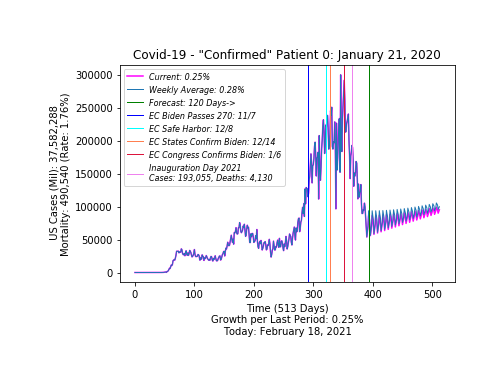 Covid-19 - "Confirmed" Patient 0: January 21, 2020
US Cases (Mil): 37,582,288
Mortality: 490,540 (Rate: 1.76%)
300000
250000
200000
150000
100000
50000
0
Current: 0.25%
Weekly Average: 0.28%
Forecast: 120 Days->
EC Biden Passes 270: 11/7
EC Safe Harbor: 12/8
EC States Confirm Biden: 12/14
EC Congress Confirms Biden: 1/6
Inauguration Day 2021
Cases: 193,055, Deaths: 4,130
0 100 200 300 400 500
Time (513 Days)
Growth per Last Period: 0.25%
Today: February 18, 2021